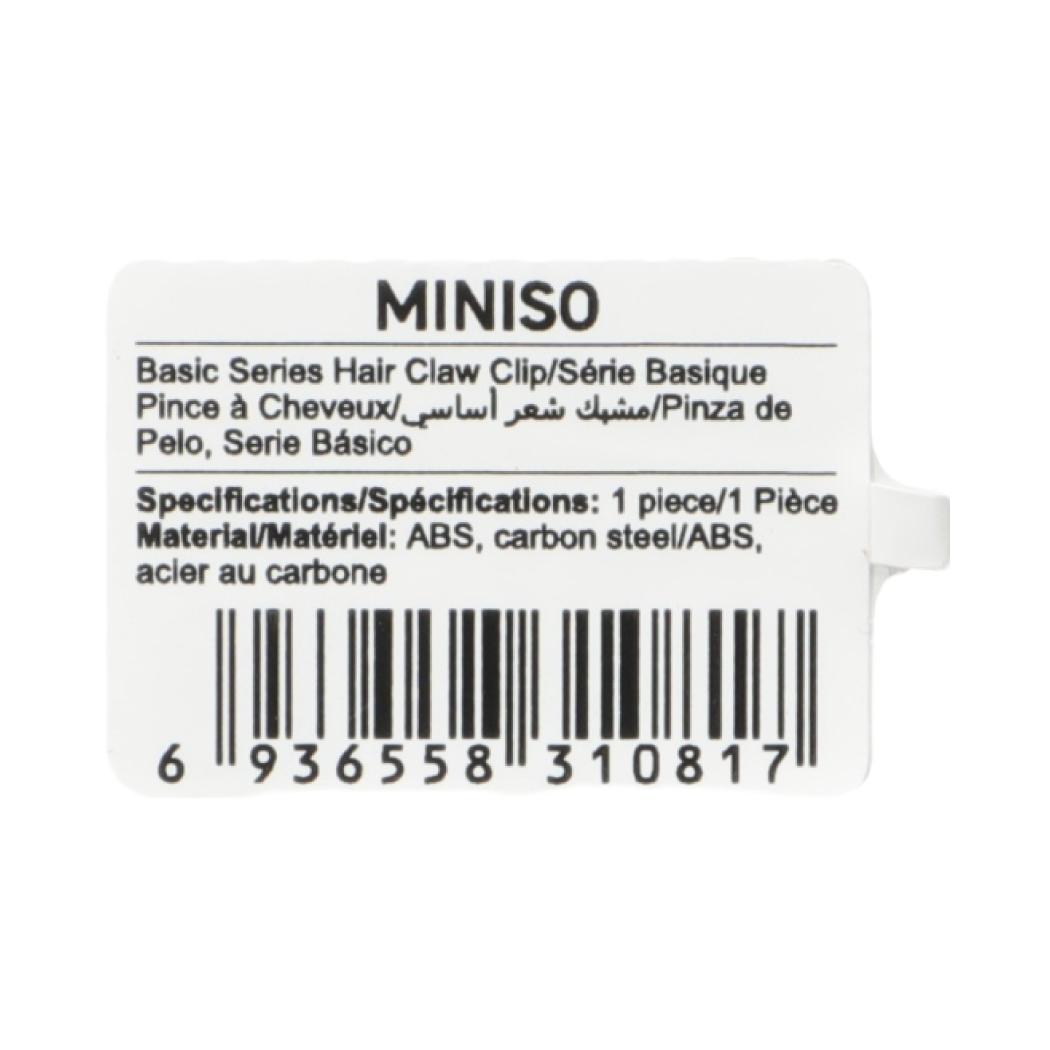 MINISO
Basic Series Hair Claw Clip/Série Basique
Pince à Cheveux/مشبك شعر أساسي/Pinza de
Pelo, Serie Básico
Specifications/Spécifications: 1 piece/1 Pièce
Material/Matériel: ABS, carbon steel/ABS,
acier au carbone
6 936558 310817